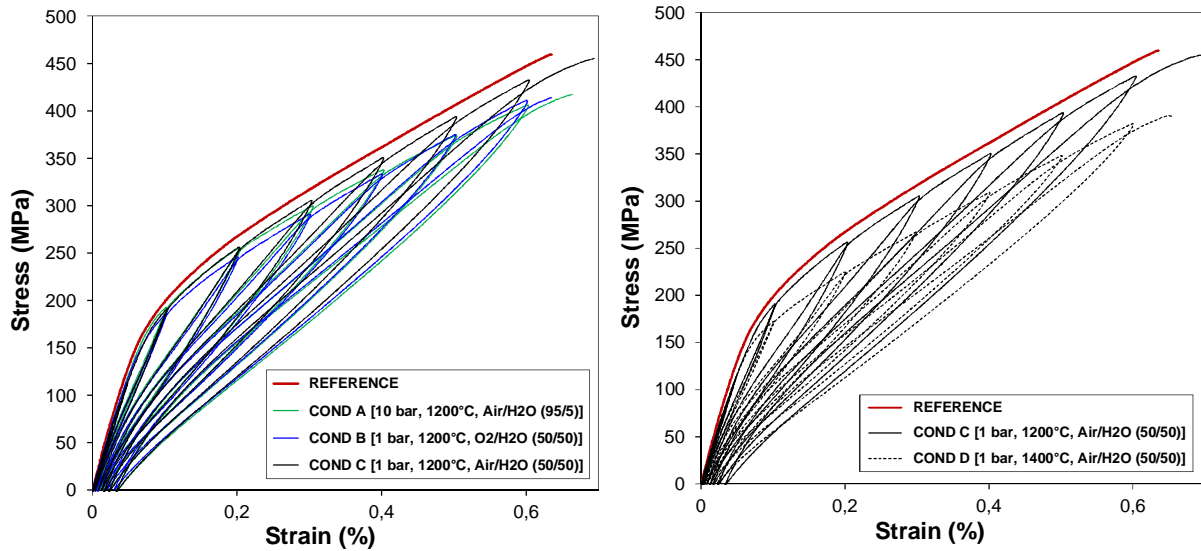 500
450
400
350
300
250
200
150
100
50
0
Stress (MPa)
0
0,2
0,4
0,6
Strain (%)
REFERENCE
COND A [10 bar, 1200°C, Air/H2O (95/5)]
COND B [1 bar, 1200°C, O2/H2O (50/50)]
COND C [1 bar, 1200°C, Air/H2O (50/50)]
500
450
400
350
300
250
200
150
100
50
0
Stress (MPa)
0
0,2
0,4
0,6
Strain (%)
REFERENCE
COND C [1 bar, 1200°C, Air/H2O (50/50)]
COND D [1 bar, 1400°C, Air/H2O (50/50)]